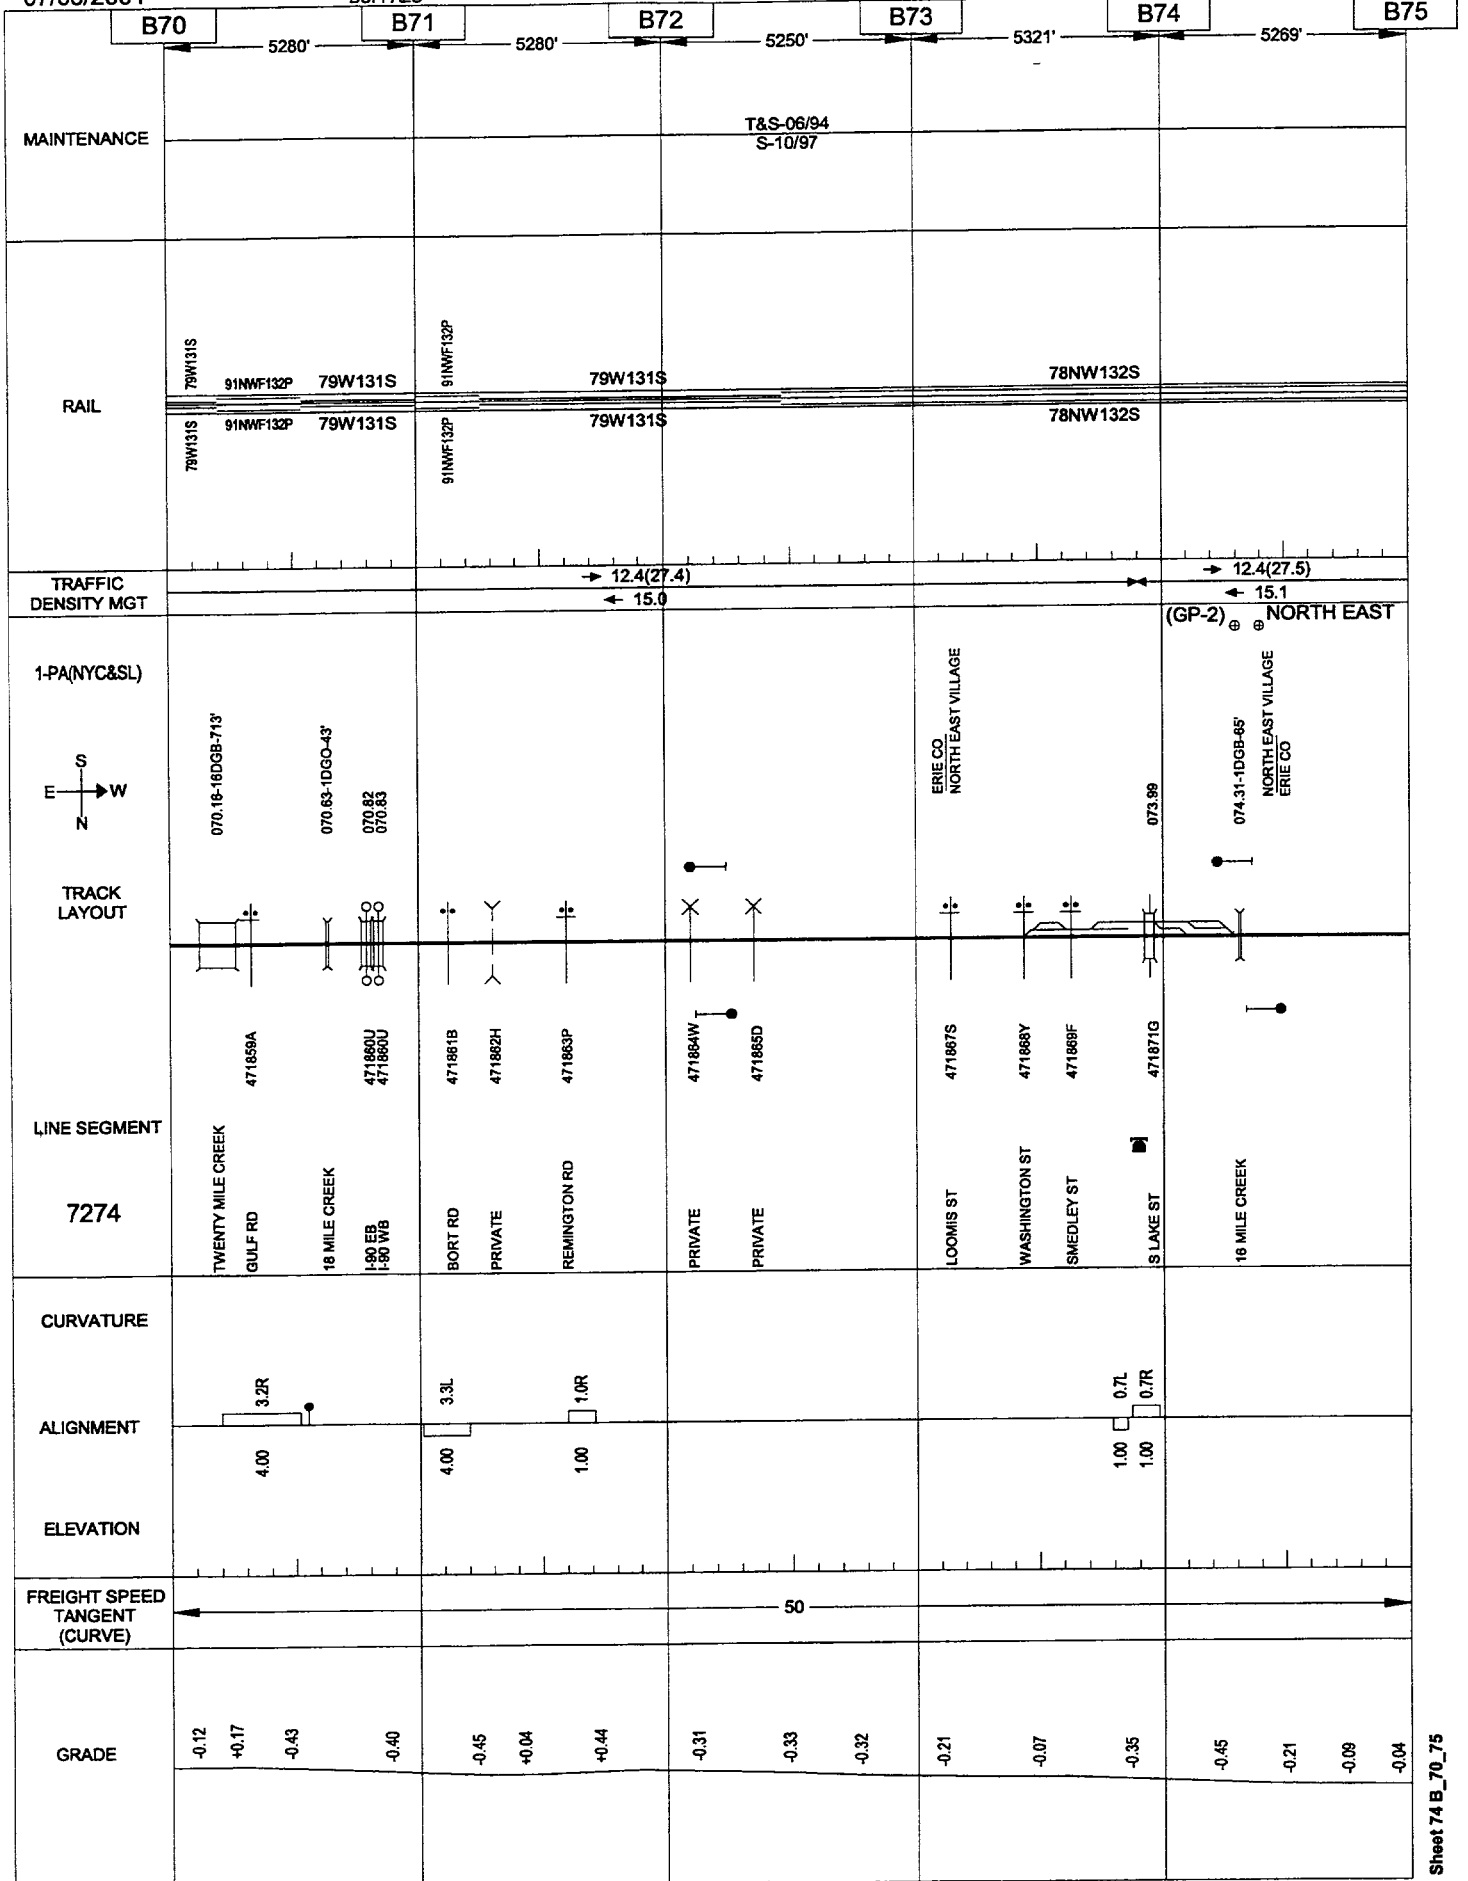 B70
B71
B72
B73
B74
B75
5280'
5280'
5250'
5321'
5269'
MAINTENANCE
T&S-06/94
S-10/97
RAIL
79W131S
91NWF132P
79W131S
91NWF132P
79W131S
78NW132S
79W131S
91NWF132P
79W131S
91NWF132P
79W131S
78NW132S
TRAFFIC
DENSITY MGT
→ 12.4(27.4)
← 15.0
→ 12.4(27.5)
← 15.1
(GP-2)
NORTH EAST
1-PA(NYC&SL)
S
E
W
N
070.16-16DGB-713'
070.63-1DGO-43'
070.82
070.83
ERIE CO
NORTH EAST VILLAGE
073.99
074.31-1DGB-65'
NORTH EAST VILLAGE
ERIE CO
TRACK
LAYOUT
471859A
471860U
471860U
471861B
471862H
471863P
471864W
471865D
471867S
471868Y
471869F
471871G
LINE SEGMENT
7274
TWENTY MILE CREEK
GULF RD
18 MILE CREEK
I-90 EB
I-90 WB
BORT RD
PRIVATE
REMINGTON RD
PRIVATE
PRIVATE
LOOMIS ST
WASHINGTON ST
SMEDLEY ST
S LAKE ST
16 MILE CREEK
CURVATURE
3.2R
3.3L
1.0R
0.7L
0.7R
ALIGNMENT
4.00
4.00
1.00
1.00
1.00
ELEVATION
FREIGHT SPEED
TANGENT
(CURVE)
50
GRADE
-0.12
+0.17
-0.43
-0.40
-0.45
+0.04
+0.44
-0.31
-0.33
-0.32
-0.21
-0.07
-0.35
-0.45
-0.21
-0.09
-0.04
Sheet 74 B_70_75